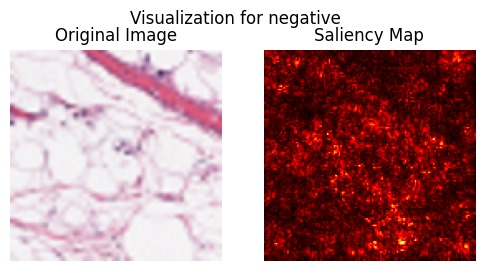 Visualization for negative
Original Image
Saliency Map